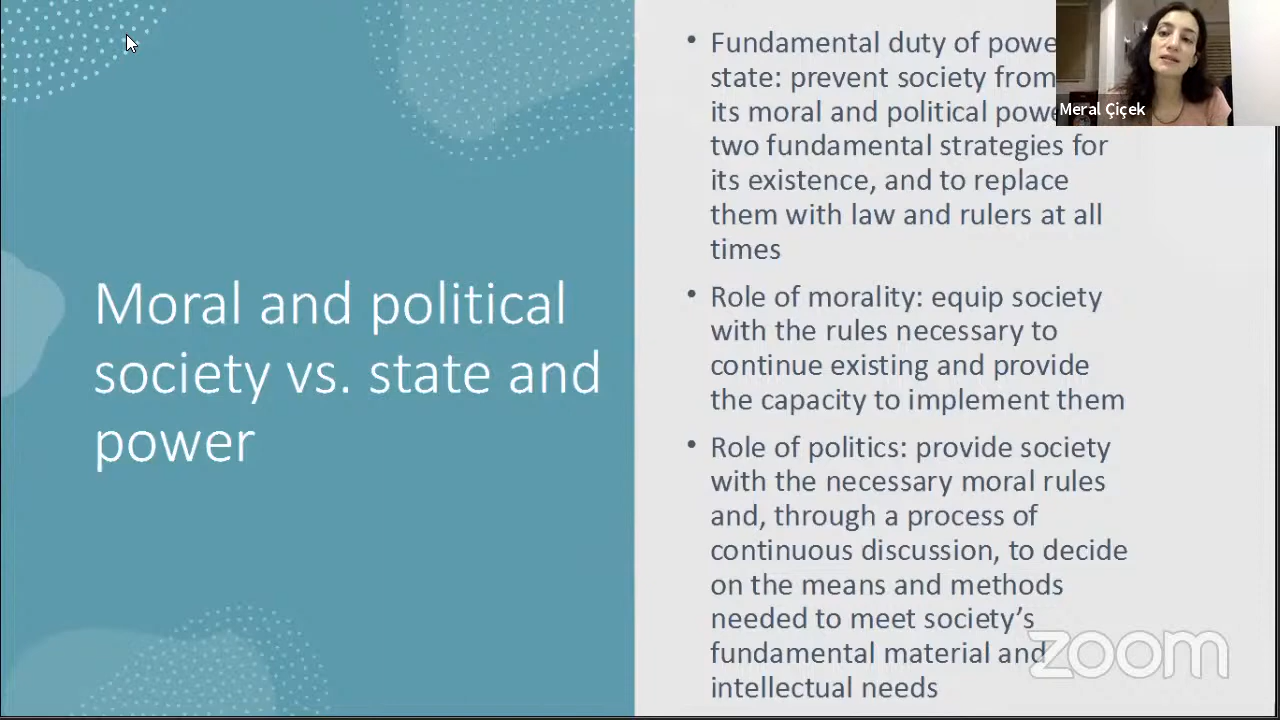 Moral and political
society vs. state and
power
• Fundamental duty of
state: prevent society from
its moral and political
two fundamental strategies for
its existence, and to replace
them with law and rulers at all
times
• Role of morality: equip society
with the rules necessary to
continue existing and provide
the capacity to implement them
• Role of politics: provide society
with the necessary moral rules
and, through a process of
continuous discussion, to decide
on the means and methods
needed to meet society’s
fundamental material and
intellectual needs
Meral Çiçek
zoom